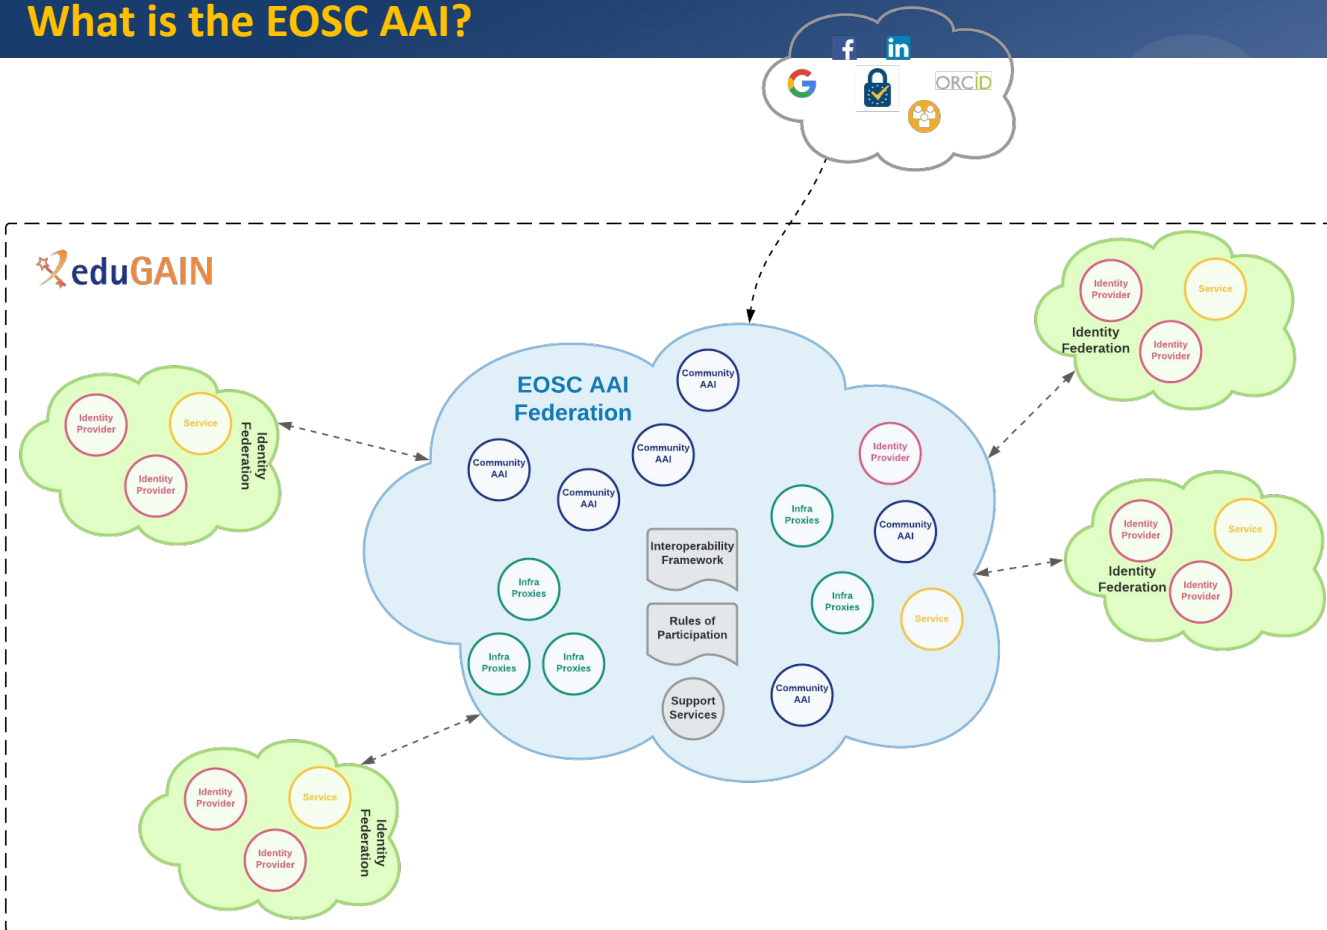 What is the EOSC AAI?
f
in
G
ORCiD
eduGAIN
EOSC AAI
Federation
Community
AAI
Community
AAI
Community
AAI
Community
AAI
Identity
Provider
Infra
Proxies
Community
AAI
Interoperability
Framework
Infra
Proxies
Infra
Proxies
Service
Rules of
Participation
Infra
Proxies
Infra
Proxies
Support
Services
Community
AAI
Identity
Provider
Service
Identity
Provider
Identity
Federation
Identity
Provider
Service
Identity
Federation
Identity
Provider
Identity
Provider
Service
Identity
Federation
Identity
Provider
Identity
Provider
Service
Identity
Provider
Identity
Federation